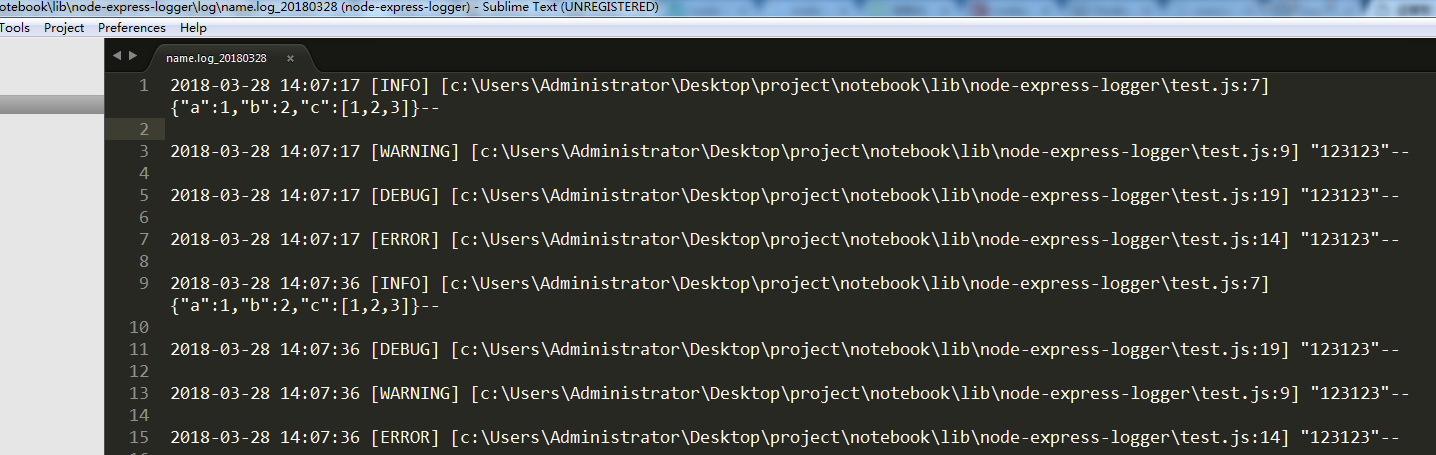 otebook\lib\node-express-logger\log\name.log_20180328 (node-express-logger) - Sublime Text (UNREGISTERED)
Tools Project Preferences Help
name.log_20180328 ×
1 2018-03-28 14:07:17 [INFO] [c:\Users\Administrator\Desktop\project\notebook\lib\node-express-logger\test.js:7]
{"a":1,"b":2,"c":[1,2,3]}--
2
3 2018-03-28 14:07:17 [WARNING] [c:\Users\Administrator\Desktop\project\notebook\lib\node-express-logger\test.js:9] "123123"--
4
5 2018-03-28 14:07:17 [DEBUG] [c:\Users\Administrator\Desktop\project\notebook\lib\node-express-logger\test.js:19] "123123"--
6
7 2018-03-28 14:07:17 [ERROR] [c:\Users\Administrator\Desktop\project\notebook\lib\node-express-logger\test.js:14] "123123"--
8
9 2018-03-28 14:07:36 [INFO] [c:\Users\Administrator\Desktop\project\notebook\lib\node-express-logger\test.js:7]
{"a":1,"b":2,"c":[1,2,3]}--
10
11 2018-03-28 14:07:36 [DEBUG] [c:\Users\Administrator\Desktop\project\notebook\lib\node-express-logger\test.js:19] "123123"--
12
13 2018-03-28 14:07:36 [WARNING] [c:\Users\Administrator\Desktop\project\notebook\lib\node-express-logger\test.js:9] "123123"--
14
15 2018-03-28 14:07:36 [ERROR] [c:\Users\Administrator\Desktop\project\notebook\lib\node-express-logger\test.js:14] "123123"--